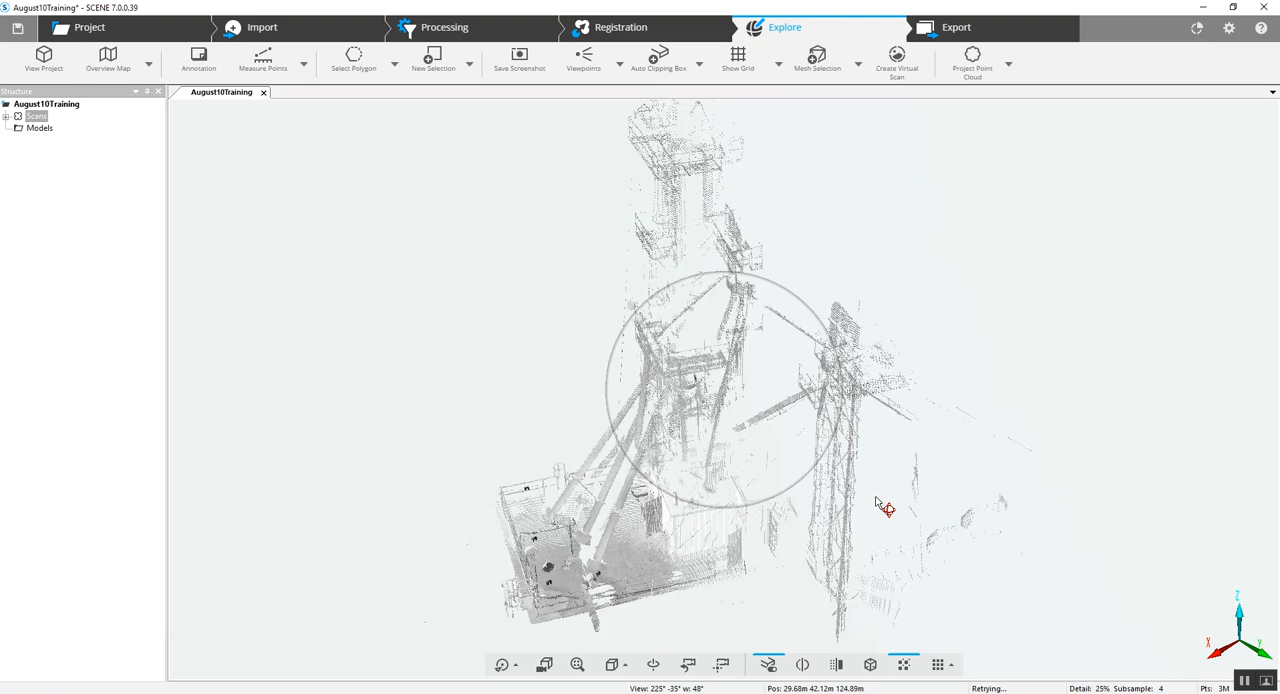 August10Training* - SCENE 7.0.0.39
Project
Import
Processing
Registration
Explore
Export
View Project
Overview Map
Annotation
Measure Points
Select Polygon
New Selection
Save Screenshot
Viewpoints
Auto Clipping Box
Show Grid
Mesh Selection
Create Virtual
Scan
Project Point
Cloud
Structure
August10Training
August10Training
Scans
Models
Z
X
Y
View: 225° -35° w: 48°
Pos: 29.68m 42.12m 124.89m
Retrying...
Detail: 25%
Subsample: 4
Pts: 3M